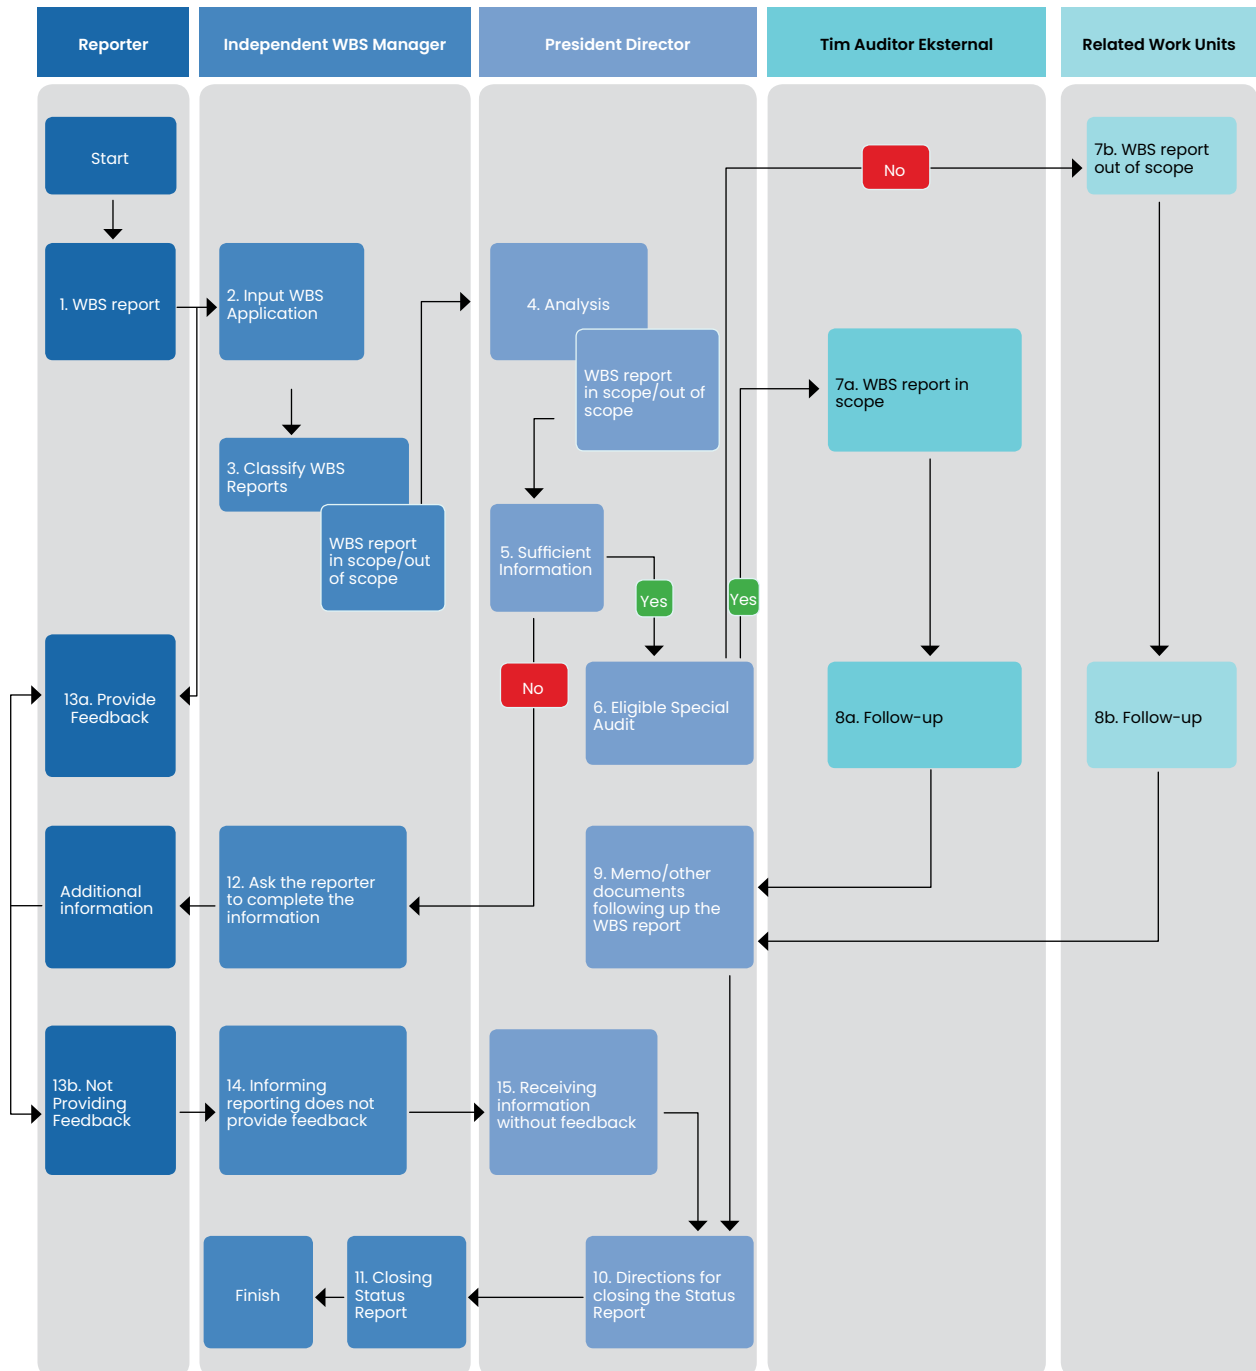 Reporter
Independent WBS Manager
President Director
Tim Auditor Eksternal
Related Work Units
Start
No
7b. WBS report
out of scope
1. WBS report
2. Input WBS
Application
4. Analysis
WBS report
in scope/out of
scope
7a. WBS report in
scope
3. Classify WBS
Reports
WBS report
in scope/out
of scope
5. Sufficient
Information
Yes
Yes
No
13a. Provide
Feedback
6. Eligible Special
Audit
8a. Follow-up
8b. Follow-up
Additional
information
12. Ask the reporter
to complete the
information
9. Memo/other
documents
following up the
WBS report
13b. Not
Providing
Feedback
14. Informing
reporting does not
provide feedback
15. Receiving
information
without feedback
Finish
11. Closing
Status
Report
10. Directions for
closing the Status
Report